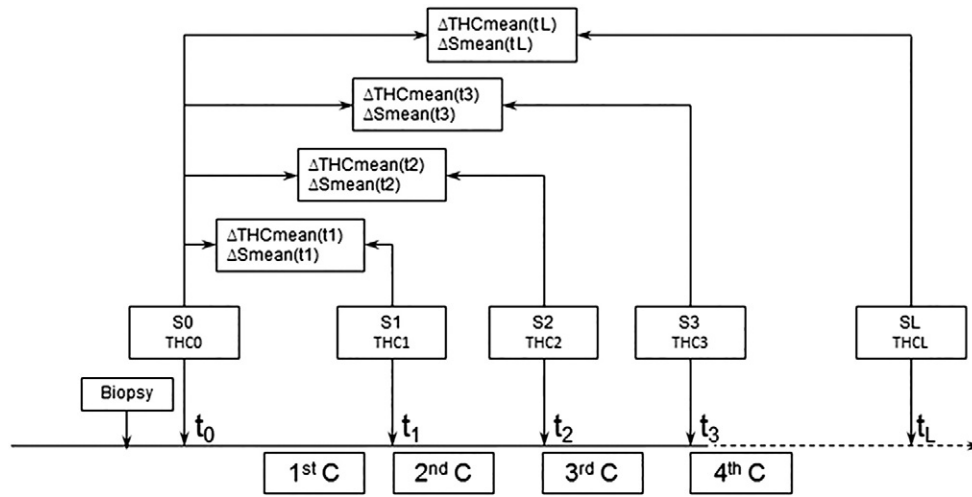 ΔTHCmean(tL)
ΔSmean(tL)
ΔTHCmean(t3)
ΔSmean(t3)
ΔTHCmean(t2)
ΔSmean(t2)
ΔTHCmean(t1)
ΔSmean(t1)
S0
THC0
S1
THC1
S2
THC2
S3
THC3
SL
THCL
Biopsy
t₀
t₁
t₂
t₃
t_L
1st C
2nd C
3rd C
4th C